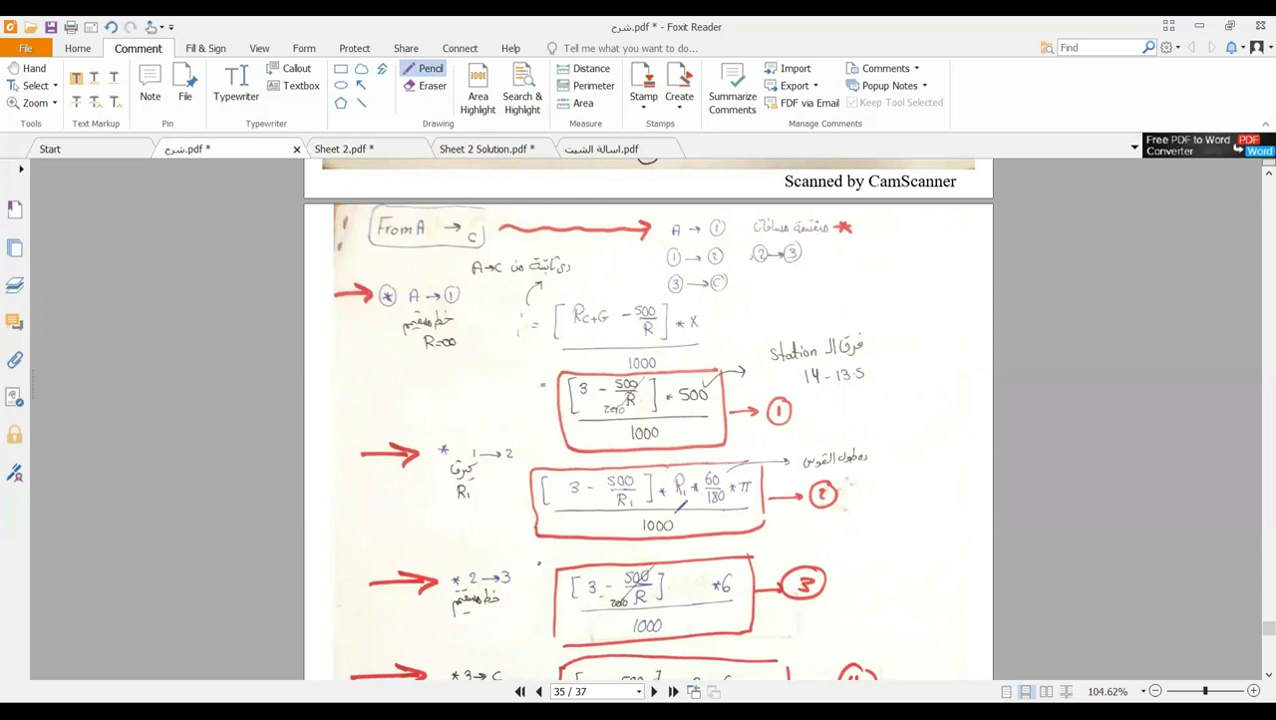 شرح.pdf * - Foxit Reader
File Home Comment Fill & Sign View Form Protect Share Connect Help Tell me what you want to do... Find
Hand Select Zoom
Tools
Text Markup
Note File
Pin
Typewriter Callout Textbox
Typewriter
Pencil Eraser Area Highlight Search & Highlight
Drawing
Distance Perimeter Area
Measure
Stamp Create
Stamps
Summarize Comments Import Export FDF via Email Comments Popup Notes Keep Tool Selected
Manage Comments
Start شرح.pdf * Sheet 2.pdf * Sheet 2 Solution.pdf * اسالة الشيت.pdf
Free PDF to Word Converter PDF Word
Scanned by CamScanner
From A → C
A → ①
① → ② ② → ③
③ → C
A→C من
* A → ①
خط مستقيم
R=∞
i = [ Rc+G - 500/R ] * X
1000
فرق الـ Station
14 - 13.5
= [ 3 - 500/R ] * 500 → ①
zero
1000
* 1 → 2
R1
طول القوس
[ 3 - 500/R1 ] * R1 * 60/180 * π → ②
1000
* 2 → 3
خط مستقيم
[ 3 - 500/R ] *6 → ③
zero
1000
* 3 → C
35 / 37
104.62%